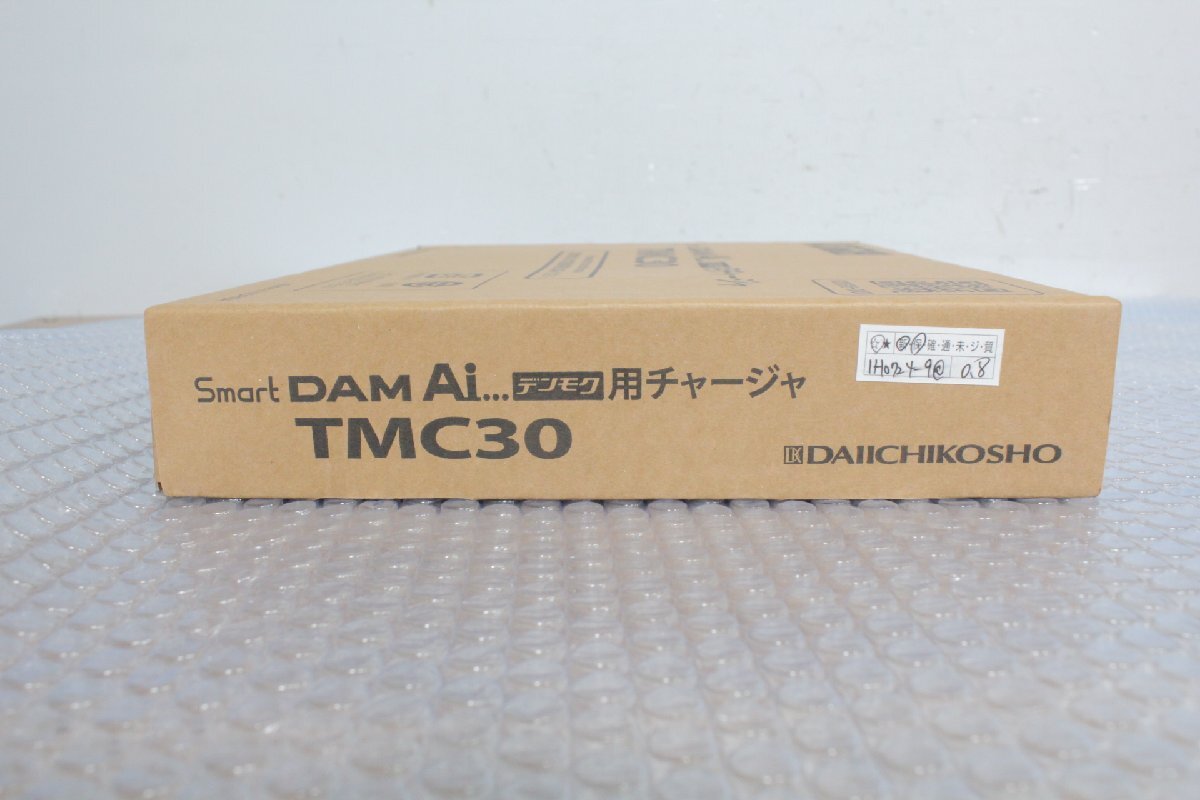 TMC30
Smart DAM Ai...デンモク用チャージャ
TMC30
DAIICHIKOSHO
★ 確・通・未・ジ・質
1H024-9@ 0.8